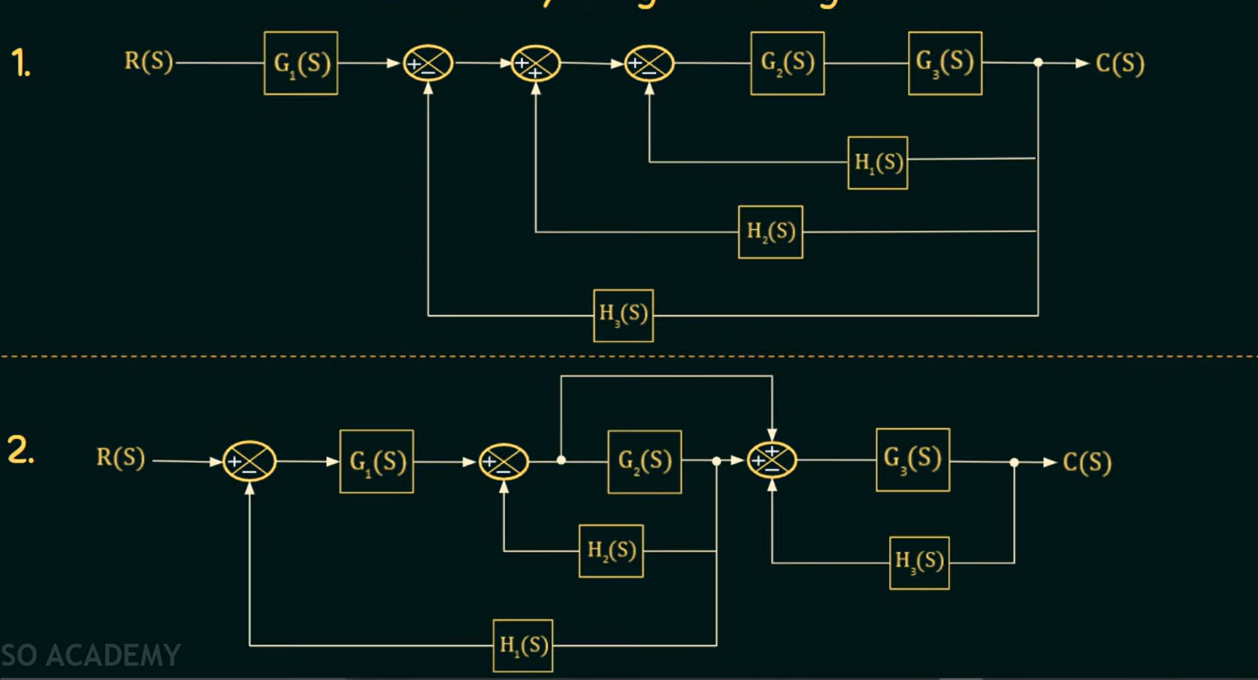 1.
R(S) G₁(S) + − + + + − G₂(S) G₃(S) C(S)
H₁(S)
H₂(S)
H₃(S)
2.
R(S) + − G₁(S) + − G₂(S) + + − G₃(S) C(S)
H₂(S) H₃(S)
H₁(S)
SO ACADEMY